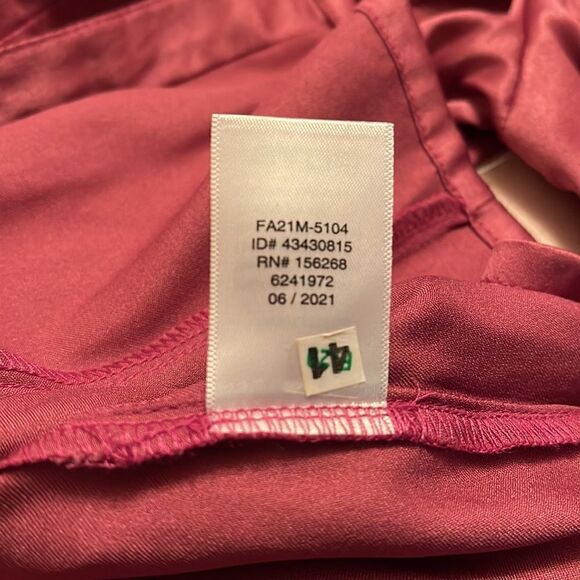 FA21M-5104
ID# 43430815
RN# 156268
6241972
06 / 2021